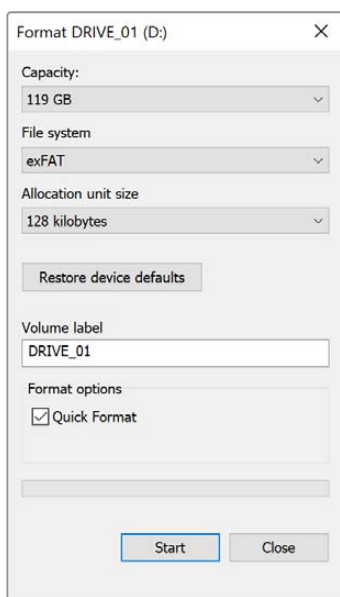 Format DRIVE_01 (D:)
Capacity:
119 GB
File system
exFAT
Allocation unit size
128 kilobytes
Restore device defaults
Volume label
DRIVE_01
Format options
Quick Format
Start
Close